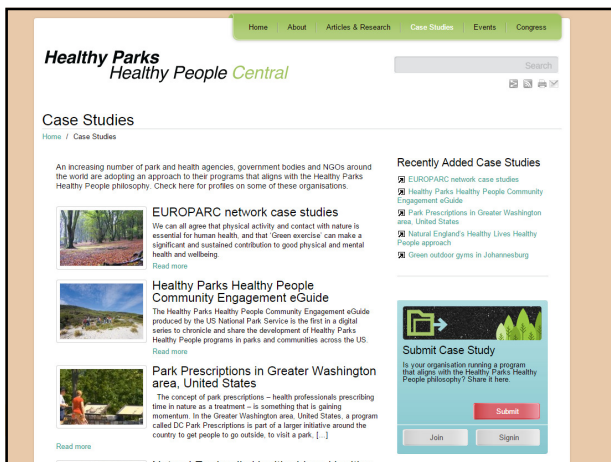 Home About Articles & Research Case Studies Events Congress
Healthy Parks
Healthy People Central
Search
Case Studies
Home / Case Studies
An increasing number of park and health agencies, government bodies and NGOs around
the world are adopting an approach to their programs that aligns with the Healthy Parks
Healthy People philosophy. Check here for profiles on some of these organisations.
EUROPARC network case studies
We can all agree that physical activity and contact with nature is
essential for human health, and that 'Green exercise' can make a
significant and sustained contribution to good physical and mental
health and wellbeing.
Read more
Healthy Parks Healthy People
Community Engagement eGuide
The Healthy Parks Healthy People Community Engagement eGuide
produced by the US National Park Service is the first in a digital
series to chronicle and share the development of Healthy Parks
Healthy People programs in parks and communities across the US.
Read more
Park Prescriptions in Greater Washington
area, United States
The concept of park prescriptions – health professionals prescribing
time in nature as a treatment – is something that is gaining
momentum. In the Greater Washington area, United States, a program
called DC Park Prescriptions is part of a larger initiative around the
country to get people to go outside, to visit a park, […]
Read more
Recently Added Case Studies
EUROPARC network case studies
Healthy Parks Healthy People Community
Engagement eGuide
Park Prescriptions in Greater Washington
area, United States
Natural England's Healthy Lives Healthy
People approach
Green outdoor gyms in Johannesburg
Submit Case Study
Is your organisation running a program
that aligns with the Healthy Parks Healthy
People philosophy? Share it here.
Submit
Join Signin